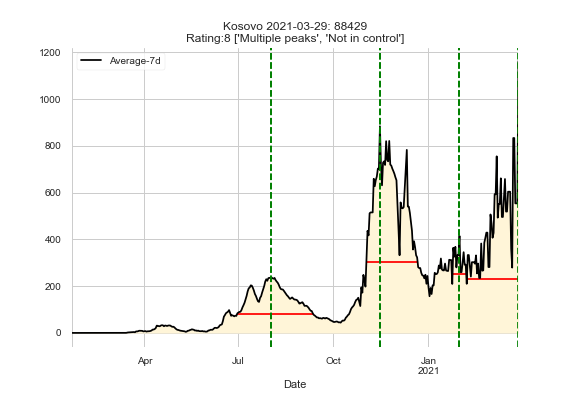 Kosovo 2021-03-29: 88429
Rating:8 ['Multiple peaks', 'Not in control']
Average-7d
1200
1000
800
600
400
200
0
Apr
Jul
Oct
Jan
2021
Date